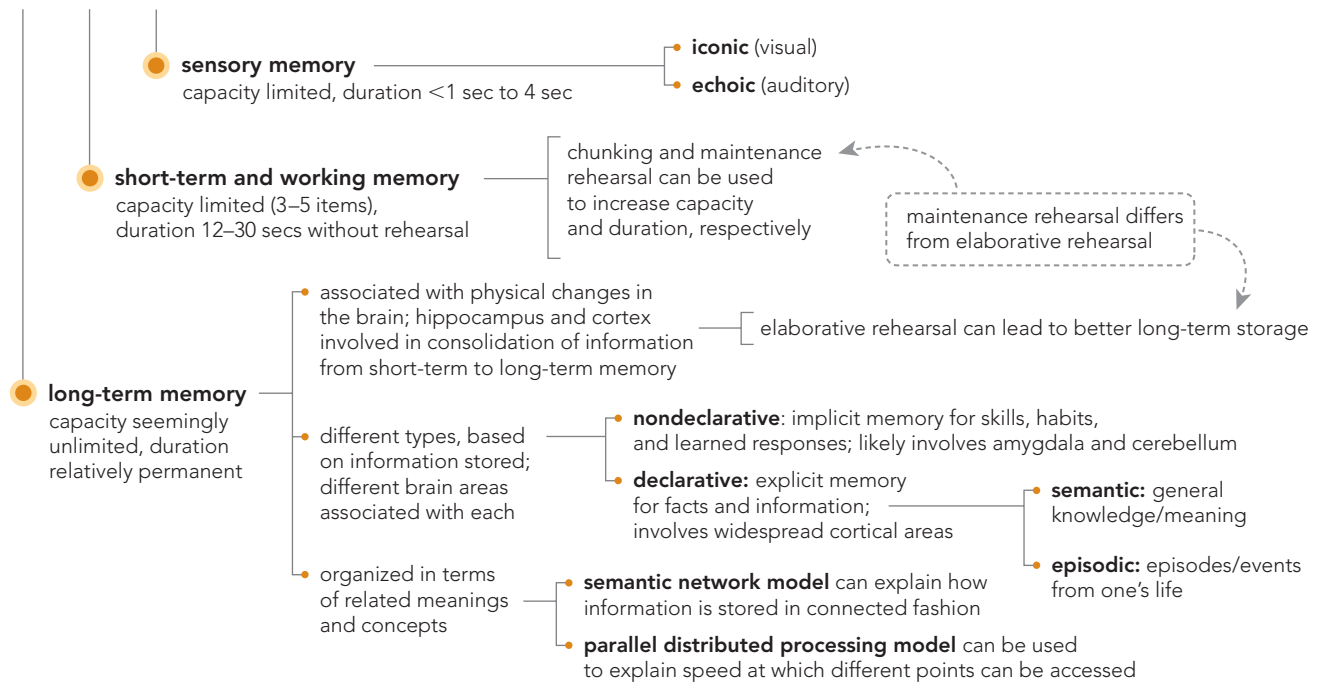 sensory memory
capacity limited, duration <1 sec to 4 sec
iconic (visual)
echoic (auditory)
short-term and working memory
capacity limited (3–5 items),
duration 12–30 secs without rehearsal
chunking and maintenance
rehearsal can be used
to increase capacity
and duration, respectively
maintenance rehearsal differs
from elaborative rehearsal
long-term memory
capacity seemingly
unlimited, duration
relatively permanent
associated with physical changes in
the brain; hippocampus and cortex
involved in consolidation of information
from short-term to long-term memory
elaborative rehearsal can lead to better long-term storage
different types, based
on information stored;
different brain areas
associated with each
nondeclarative: implicit memory for skills, habits,
and learned responses; likely involves amygdala and cerebellum
declarative: explicit memory
for facts and information;
involves widespread cortical areas
semantic: general
knowledge/meaning
episodic: episodes/events
from one’s life
organized in terms
of related meanings
and concepts
semantic network model can explain how
information is stored in connected fashion
parallel distributed processing model can be used
to explain speed at which different points can be accessed